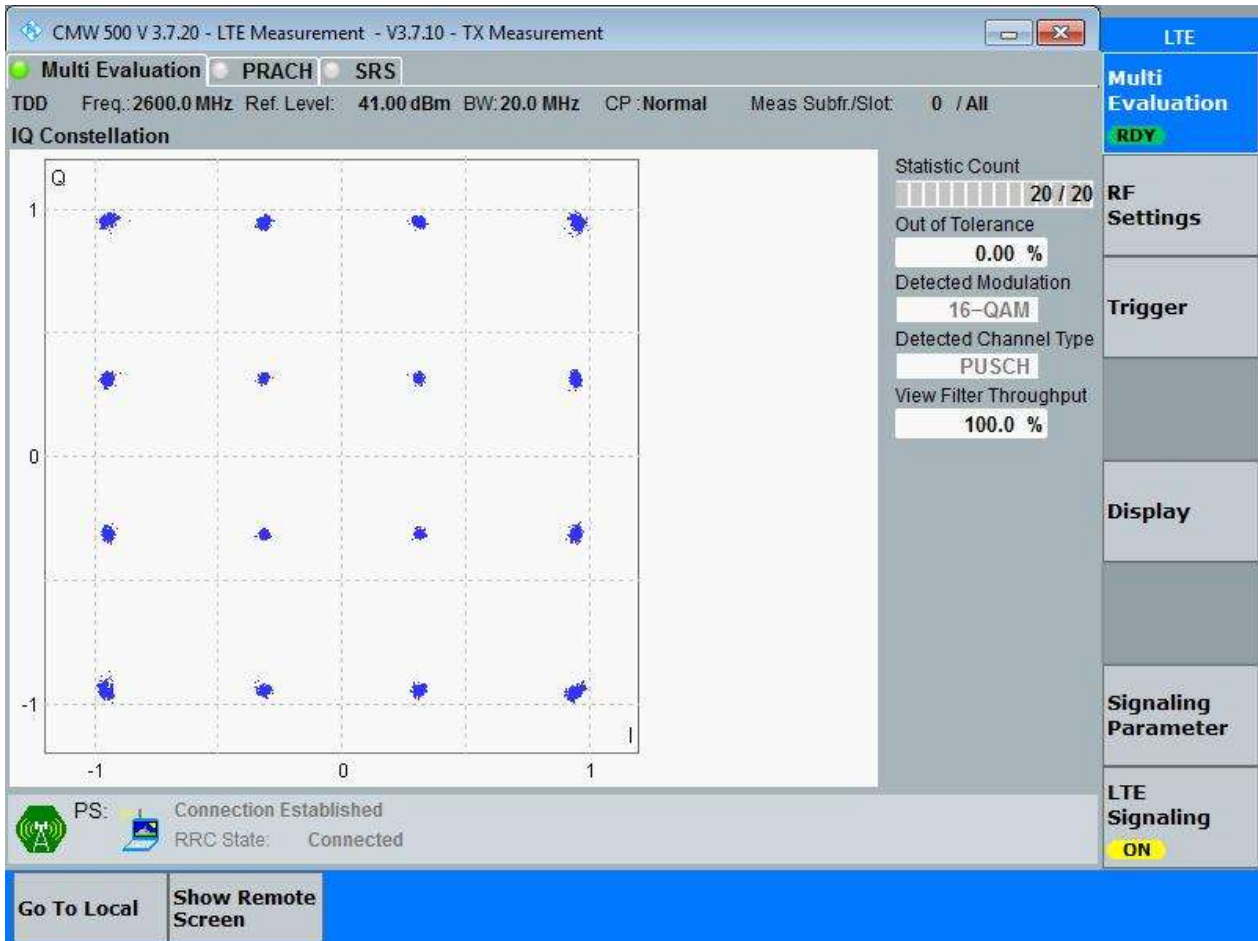 CMW 500 V 3.7.20 - LTE Measurement - V3.7.10 - TX Measurement
LTE
Multi Evaluation PRACH SRS
TDD Freq.: 2600.0 MHz Ref. Level: 41.00 dBm BW: 20.0 MHz CP : Normal Meas Subfr./Slot: 0 / All
IQ Constellation
Q
1
0
-1
I
-1 0 1
Statistic Count
20 / 20
Out of Tolerance
0.00 %
Detected Modulation
16-QAM
Detected Channel Type
PUSCH
View Filter Throughput
100.0 %
Multi
Evaluation
RDY
RF
Settings
Trigger
Display
Signaling
Parameter
LTE
Signaling
ON
PS: Connection Established
RRC State: Connected
Go To Local
Show Remote
Screen